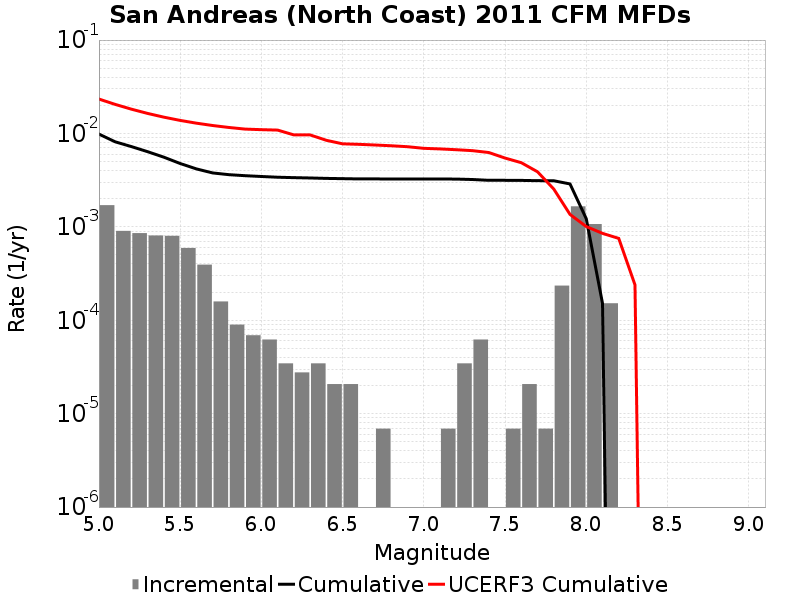 San Andreas (North Coast) 2011 CFM MFDs
10-1
10-2
10-3
10-4
10-5
10-6
Rate (1/yr)
5.0 5.5 6.0 6.5 7.0 7.5 8.0 8.5 9.0
Magnitude
Incremental Cumulative UCERF3 Cumulative